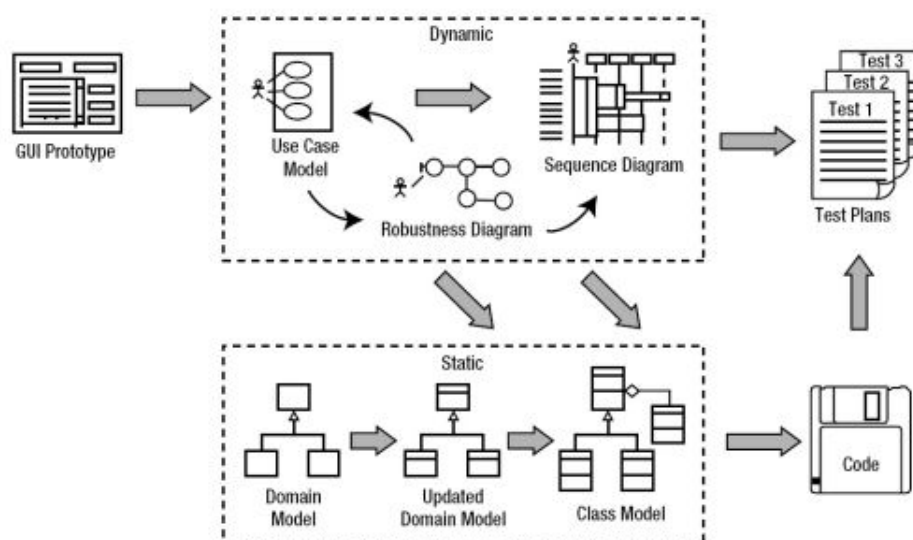 Dynamic
GUI Prototype
Use Case
Model
Sequence Diagram
Robustness Diagram
Test 3
Test 2
Test 1
Test Plans
Static
Domain
Model
Updated
Domain Model
Class Model
Code